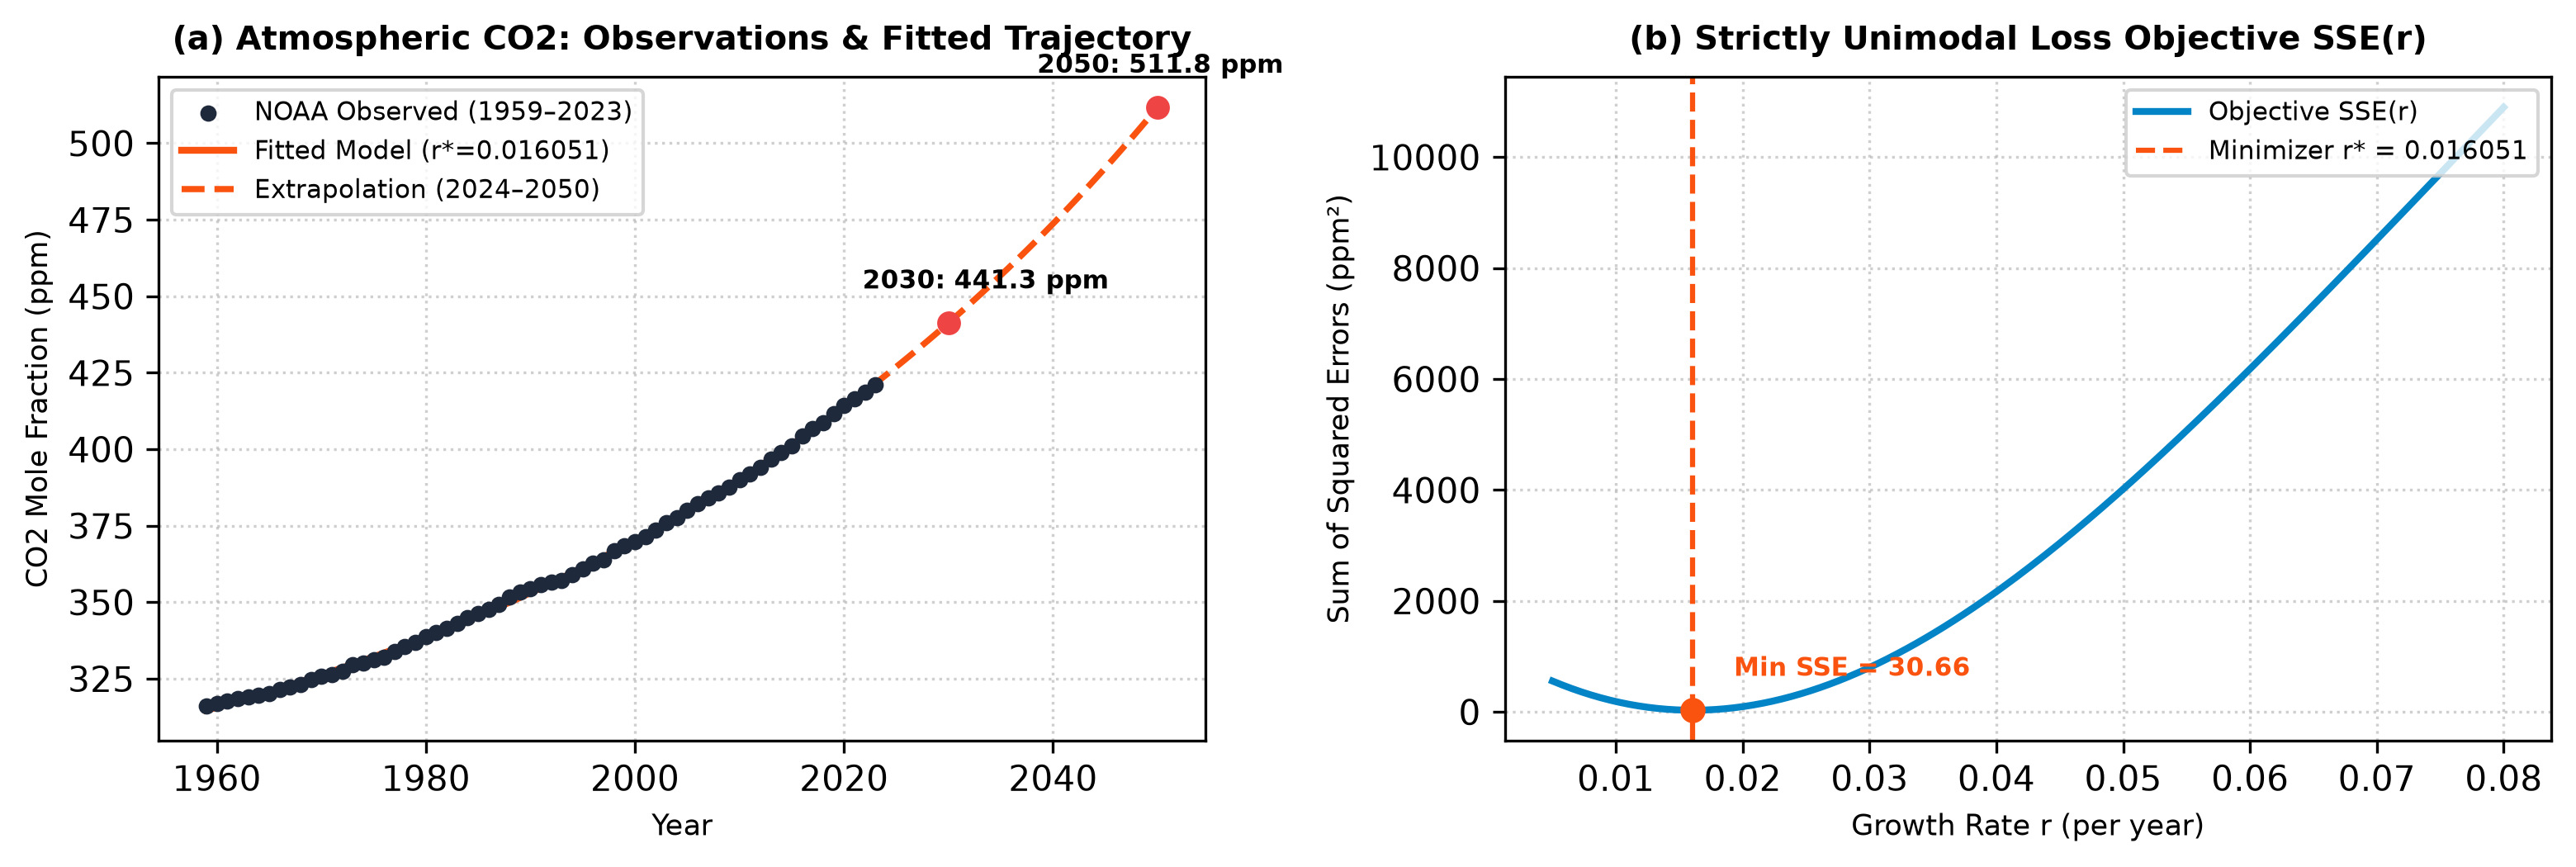 (a) Atmospheric CO2: Observations & Fitted Trajectory
2050: 511.8 ppm
NOAA Observed (1959–2023)
Fitted Model (r*=0.016051)
Extrapolation (2024–2050)
2030: 441.3 ppm
CO2 Mole Fraction (ppm)
500
475
450
425
400
375
350
325
1960 1980 2000 2020 2040
Year
(b) Strictly Unimodal Loss Objective SSE(r)
Objective SSE(r)
Minimizer r* = 0.016051
Sum of Squared Errors (ppm²)
10000
8000
6000
4000
2000
0
Min SSE = 30.66
0.01 0.02 0.03 0.04 0.05 0.06 0.07 0.08
Growth Rate r (per year)